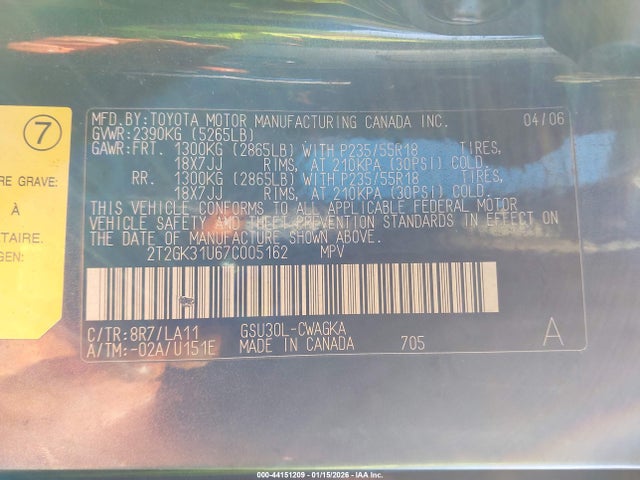 MFD.BY:TOYOTA MOTOR MANUFACTURING CANADA INC. 04/06
GVWR:2390KG (5265LB)
GAWR:FRT. 1300KG (2865LB) WITH P235/55R18 TIRES,
18X7JJ RIMS, AT 210KPA (30PSI) COLD.
RR. 1300KG (2865LB) WITH P235/55R18 TIRES,
18X7JJ RIMS, AT 210KPA (30PSI) COLD.
THIS VEHICLE CONFORMS TO ALL APPLICABLE FEDERAL MOTOR
VEHICLE SAFETY AND THEFT PREVENTION STANDARDS IN EFFECT ON
THE DATE OF MANUFACTURE SHOWN ABOVE.
2T2GK31U67C005162 MPV
C/TR:8R7/LA11 GSU30L-CWAGKA
A/TM:-02A/U151E MADE IN CANADA 705 A
7
RE GRAVE:
À
TAIRE.
GEN:
000-44151209 - 01/15/2026 - IAA Inc.